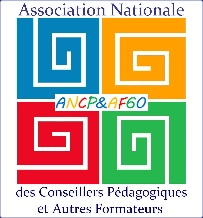 Association Nationale
ANCP&AF60
des Conseillers Pédagogiques
et Autres Formateurs